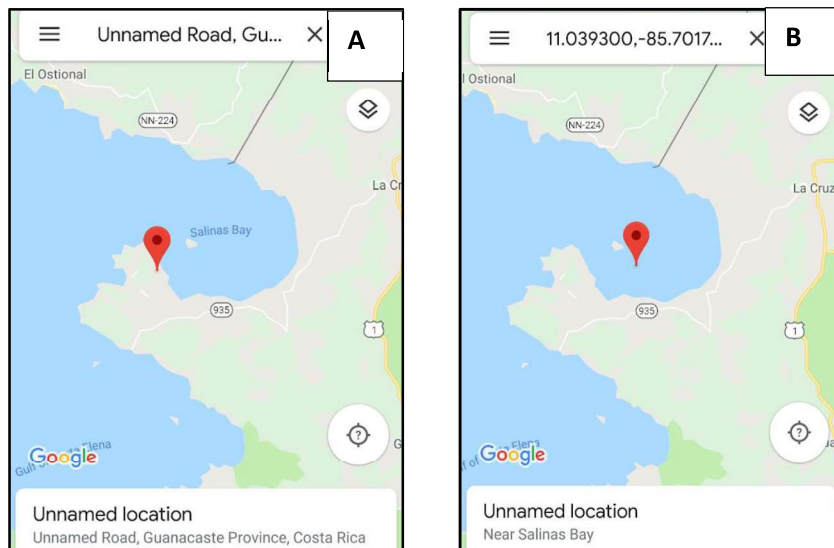 Unnamed Road, Gu...
A
El Ostional
NN-224
La Cr
Salinas Bay
935
1
G
Google
Unnamed location
Unnamed Road, Guanacaste Province, Costa Rica
11.039300,-85.7017...
B
l Ostional
NN-224
La Cruz
935
1
Google
Unnamed location
Near Salinas Bay